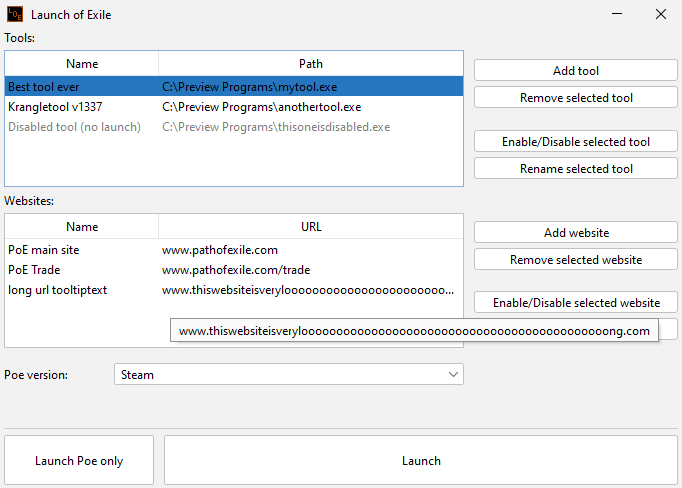 LOE Launch of Exile
Tools:
Name Path
Best tool ever C:\Preview Programs\mytool.exe
Krangletool v1337 C:\Preview Programs\anothertool.exe
Disabled tool (no launch) C:\Preview Programs\thisoneisdisabled.exe
Add tool
Remove selected tool
Enable/Disable selected tool
Rename selected tool
Websites:
Name URL
PoE main site www.pathofexile.com
PoE Trade www.pathofexile.com/trade
long url tooltiptext www.thiswebsiteisverylooooooooooooooooooooooo...
Add website
Remove selected website
Enable/Disable selected website
www.thiswebsiteisverylooooooooooooooooooooooooooooooooooooooooooong.com
Poe version: Steam
Launch Poe only
Launch